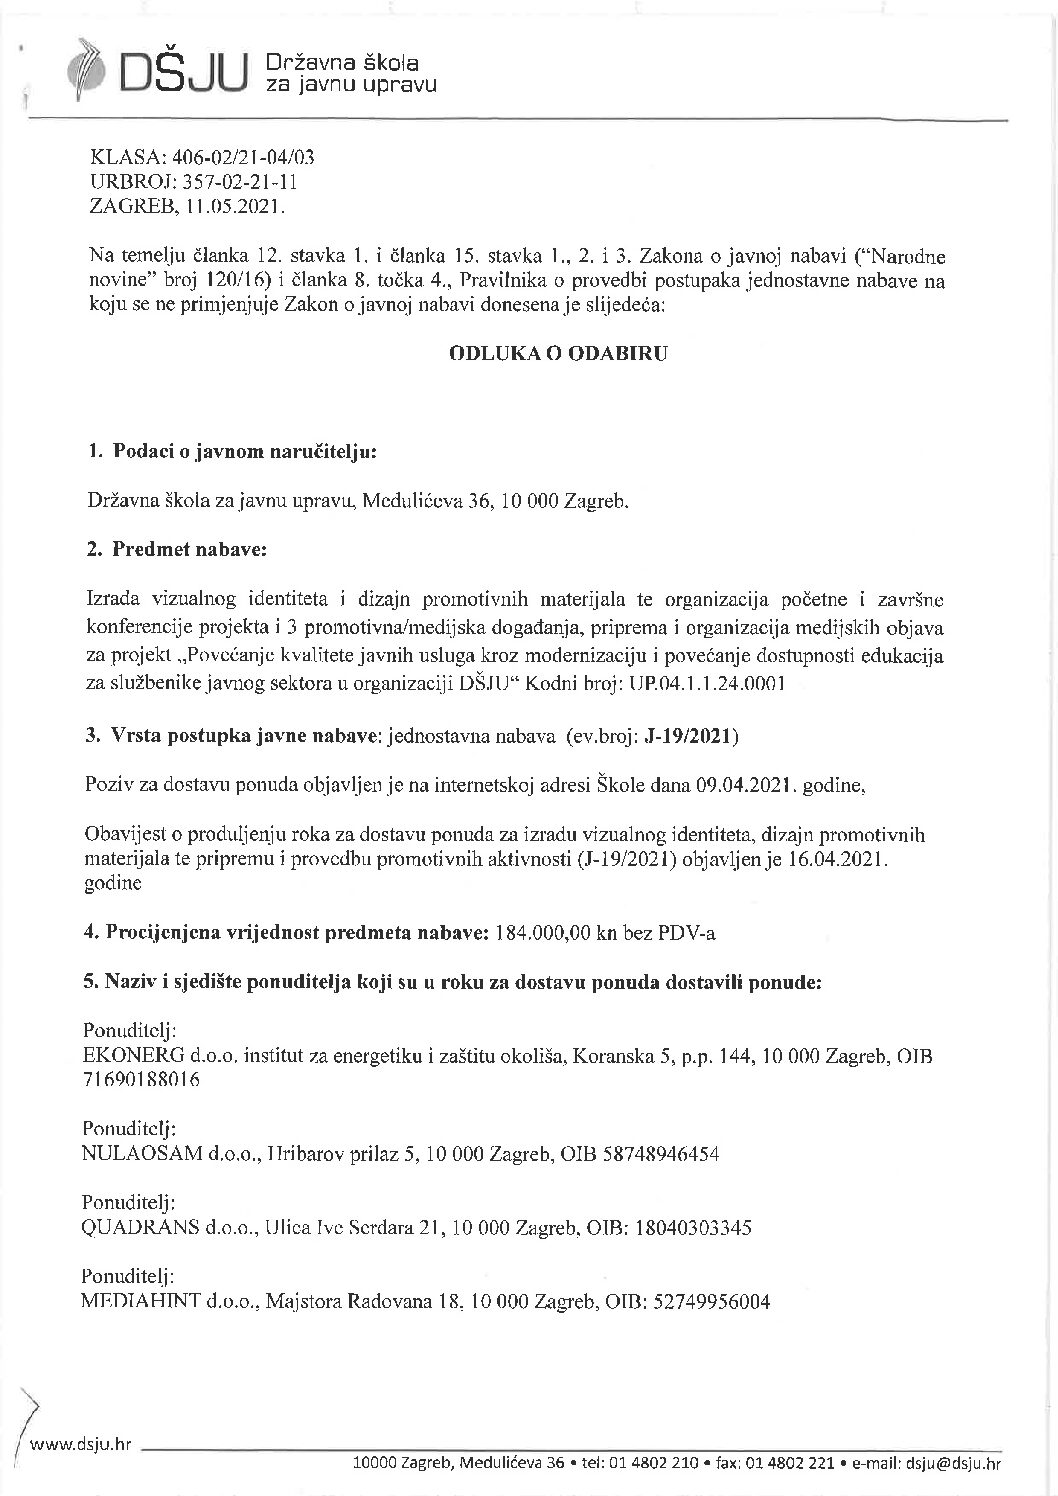 DŠJU Državna škola
za javnu upravu
KLASA: 406-02/21-04/03
URBROJ: 357-02-21-11
ZAGREB, 11.05.2021.
Na temelju članka 12. stavka 1. i članka 15. stavka 1., 2. i 3. Zakona o javnoj nabavi (“Narodne
novine” broj 120/16) i članka 8. točka 4., Pravilnika o provedbi postupaka jednostavne nabave na
koju se ne primjenjuje Zakon o javnoj nabavi donesena je slijedeća:
ODLUKA O ODABIRU
1. Podaci o javnom naručitelju:
Državna škola za javnu upravu, Medulićeva 36, 10 000 Zagreb.
2. Predmet nabave:
Izrada vizualnog identiteta i dizajn promotivnih materijala te organizacija početne i završne
konferencije projekta i 3 promotivna/medijska događanja, priprema i organizacija medijskih objava
za projekt „Povećanje kvalitete javnih usluga kroz modernizaciju i povećanje dostupnosti edukacija
za službenike javnog sektora u organizaciji DŠJU“ Kodni broj: UP.04.1.1.24.0001
3. Vrsta postupka javne nabave: jednostavna nabava (ev.broj: J-19/2021)
Poziv za dostavu ponuda objavljen je na internetskoj adresi Škole dana 09.04.2021. godine,
Obavijest o produljenju roka za dostavu ponuda za izradu vizualnog identiteta, dizajn promotivnih
materijala te pripremu i provedbu promotivnih aktivnosti (J-19/2021) objavljen je 16.04.2021.
godine
4. Procijenjena vrijednost predmeta nabave: 184.000,00 kn bez PDV-a
5. Naziv i sjedište ponuditelja koji su u roku za dostavu ponuda dostavili ponude:
Ponuditelj:
EKONERG d.o.o. institut za energetiku i zaštitu okoliša, Koranska 5, p.p. 144, 10 000 Zagreb, OIB
71690188016
Ponuditelj:
NULAOSAM d.o.o., Hribarov prilaz 5, 10 000 Zagreb, OIB 58748946454
Ponuditelj:
QUADRANS d.o.o., Ulica Ive Serdara 21, 10 000 Zagreb, OIB: 18040303345
Ponuditelj:
MEDIAHINT d.o.o., Majstora Radovana 18, 10 000 Zagreb, OIB: 52749956004
www.dsju.hr
10000 Zagreb, Medulićeva 36 • tel: 01 4802 210 • fax: 01 4802 221 • e-mail: dsju@dsju.hr